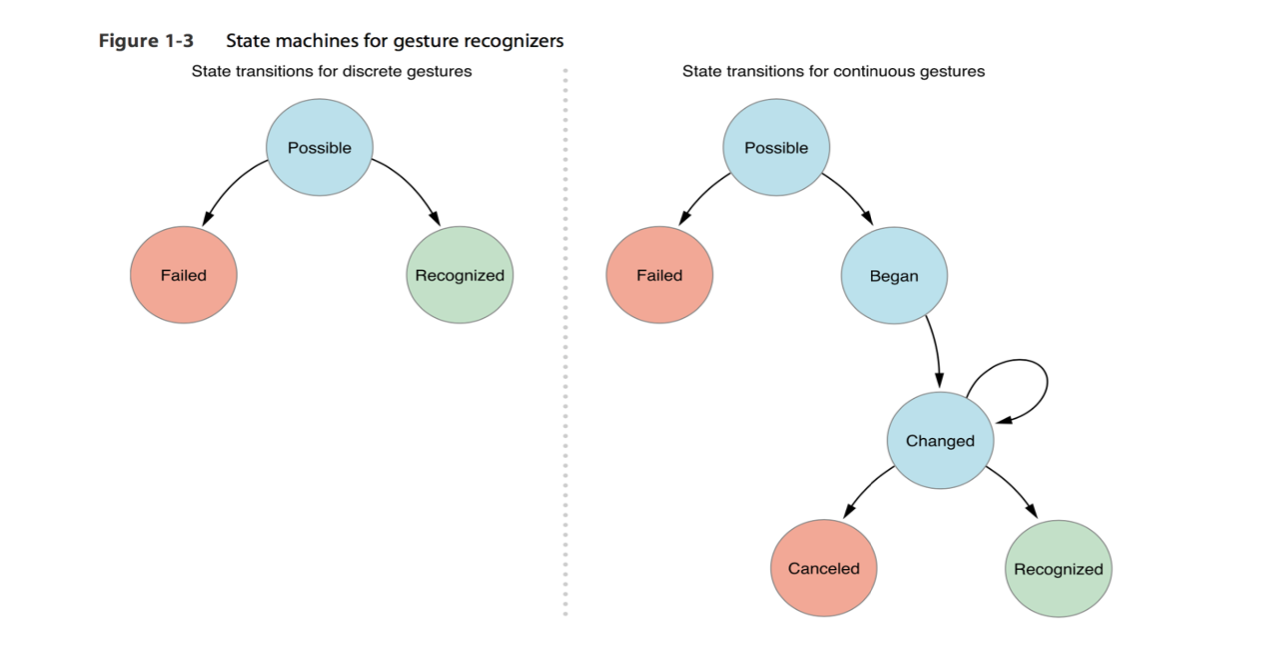 Figure 1-3 State machines for gesture recognizers
State transitions for discrete gestures
Possible
Failed
Recognized
State transitions for continuous gestures
Possible
Failed
Began
Changed
Canceled
Recognized